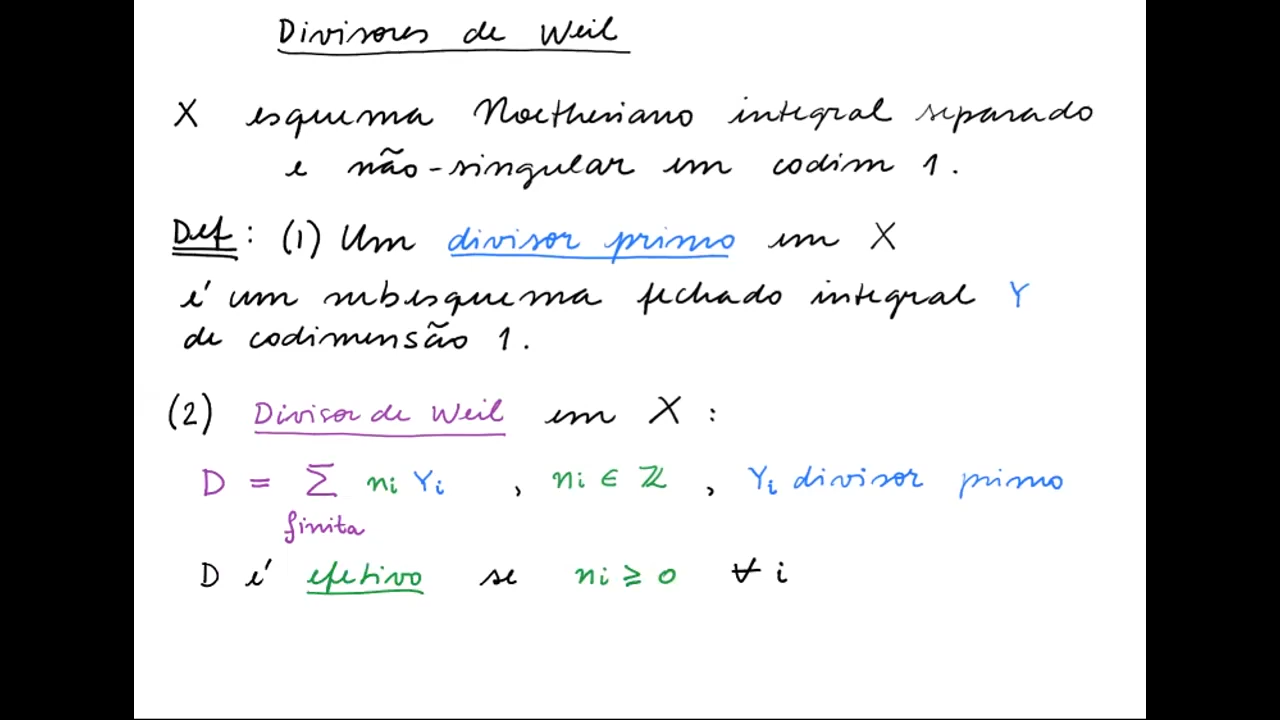 Divisores de Weil
X esquema Noetheriano integral separado
e não-singular em codim 1.
Def: (1) Um divisor primo em X
é um subesquema fechado integral Y
de codimensão 1.
(2) Divisor de Weil em X:
D = ∑ ni Yi , ni ∈ ℤ , Yi divisor primo
finita
D é efetivo se ni ⩾ 0 ∀ i